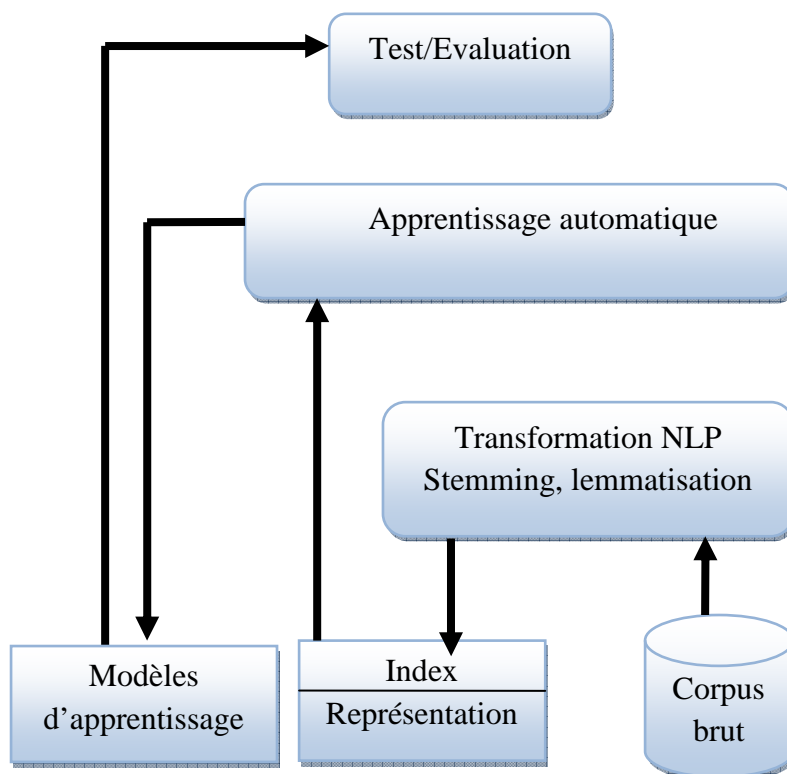 Test/Evaluation
Apprentissage automatique
Transformation NLP
Stemming, lemmatisation
Modèles
d’apprentissage
Index
Représentation
Corpus
brut